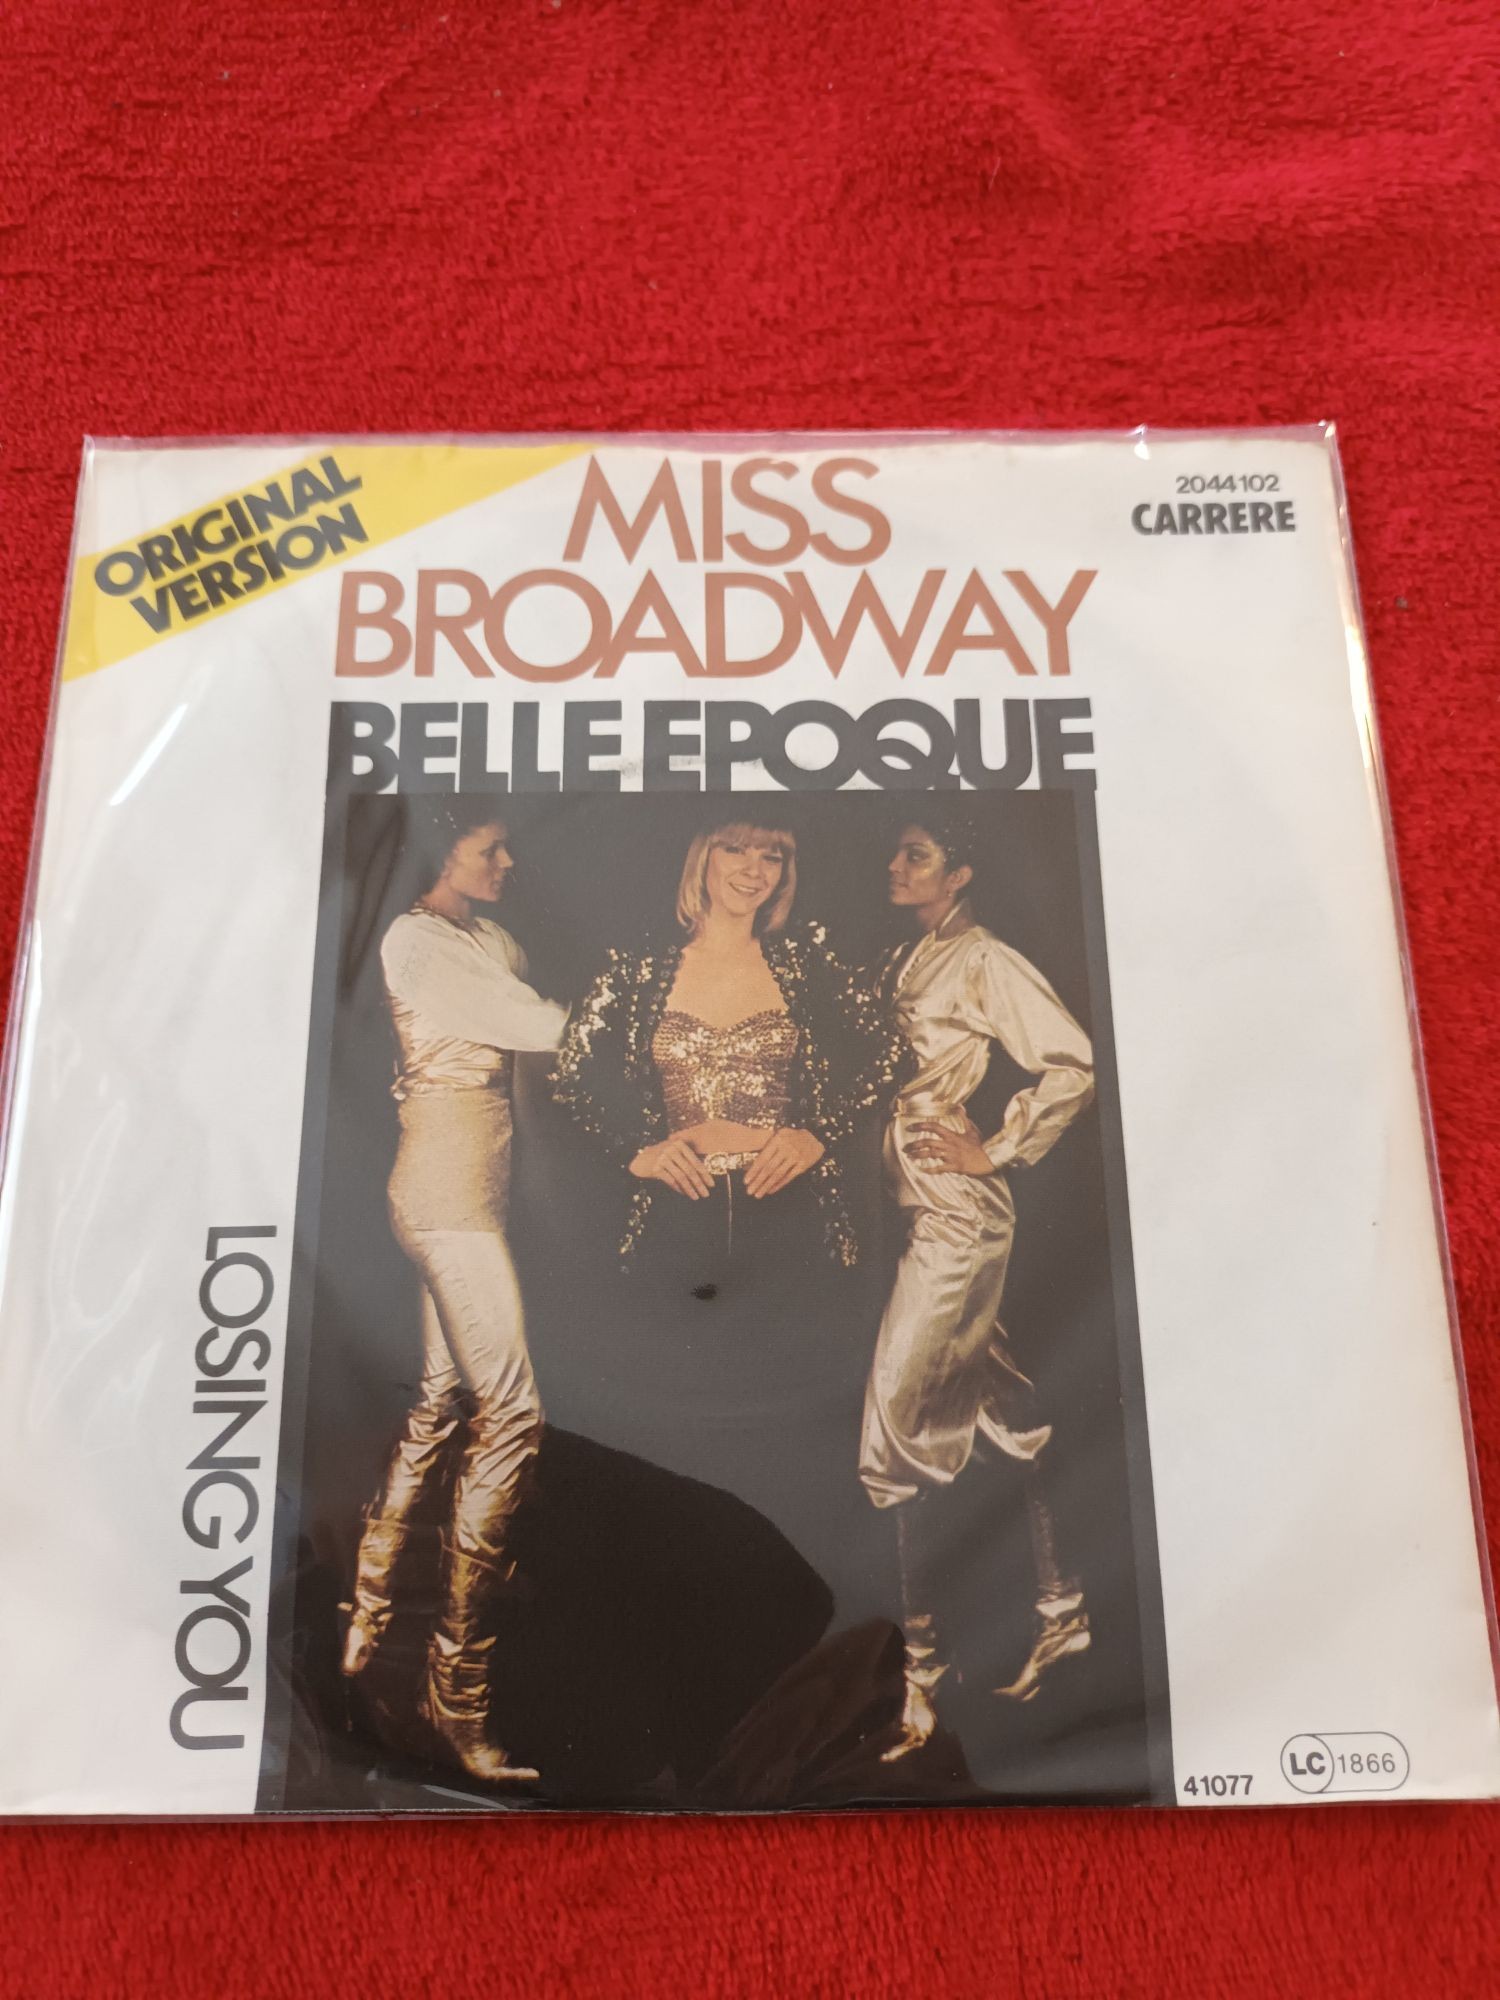 ORIGINAL
VERSION
MISS
BROADWAY
BELLE EPOQUE
2044102
CARRERE
LOSING YOU
41077
LC 1866